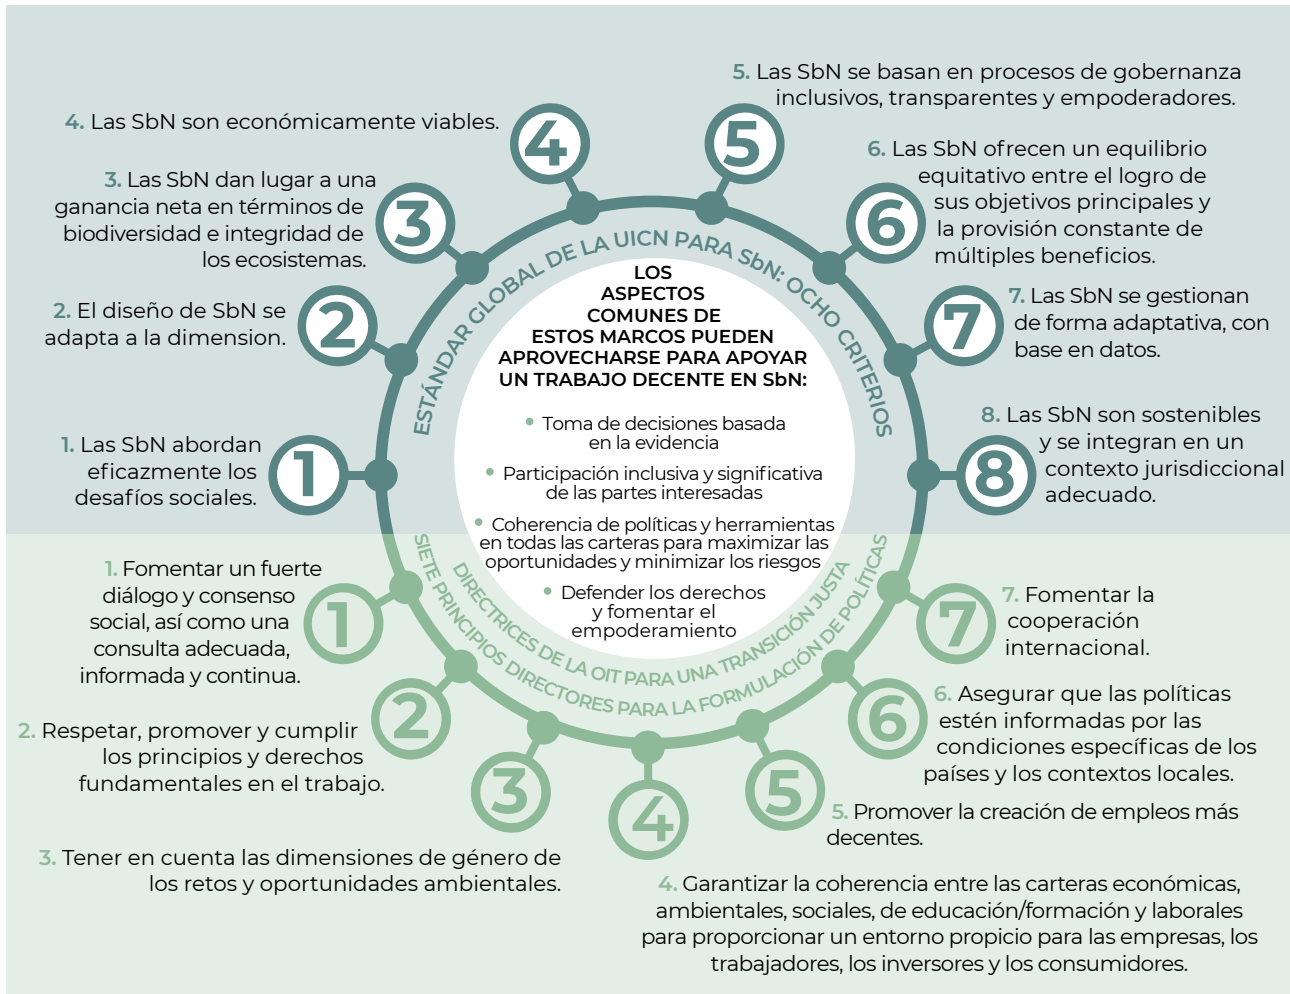 5. Las SbN se basan en procesos de gobernanza
inclusivos, transparentes y empoderadores.
4. Las SbN son económicamente viables.
4
5
6. Las SbN ofrecen un equilibrio
equitativo entre el logro de
sus objetivos principales y
la provisión constante de
múltiples beneficios.
3. Las SbN dan lugar a una
ganancia neta en términos de
biodiversidad e integridad de
los ecosistemas.
3
6
ESTÁNDAR GLOBAL DE LA UICN PARA SbN: OCHO CRITERIOS
2. El diseño de SbN se
adapta a la dimension.
2
7
7. Las SbN se gestionan
de forma adaptativa, con
base en datos.
LOS
ASPECTOS
COMUNES DE
ESTOS MARCOS PUEDEN
APROVECHARSE PARA APOYAR
UN TRABAJO DECENTE EN SbN:
• Toma de decisiones basada
en la evidencia
• Participación inclusiva y significativa
de las partes interesadas
• Coherencia de políticas y herramientas
en todas las carteras para maximizar las
oportunidades y minimizar los riesgos
• Defender los derechos
y fomentar el
empoderamiento
1. Las SbN abordan
eficazmente los
desafíos sociales.
1
8
8. Las SbN son sostenibles
y se integran en un
contexto jurisdiccional
adecuado.
DIRECTRICES DE LA OIT PARA UNA TRANSICIÓN JUSTA
SIETE PRINCIPIOS DIRECTORES PARA LA FORMULACIÓN DE POLÍTICAS
1. Fomentar un fuerte
diálogo y consenso
social, así como una
consulta adecuada,
informada y continua.
1
7
7. Fomentar la
cooperación
internacional.
2. Respetar, promover y cumplir
los principios y derechos
fundamentales en el trabajo.
2
6
6. Asegurar que las políticas
estén informadas por las
condiciones específicas de los
países y los contextos locales.
3
4
5
5. Promover la creación de empleos más
decentes.
3. Tener en cuenta las dimensiones de género de
los retos y oportunidades ambientales.
4. Garantizar la coherencia entre las carteras económicas,
ambientales, sociales, de educación/formación y laborales
para proporcionar un entorno propicio para las empresas, los
trabajadores, los inversores y los consumidores.